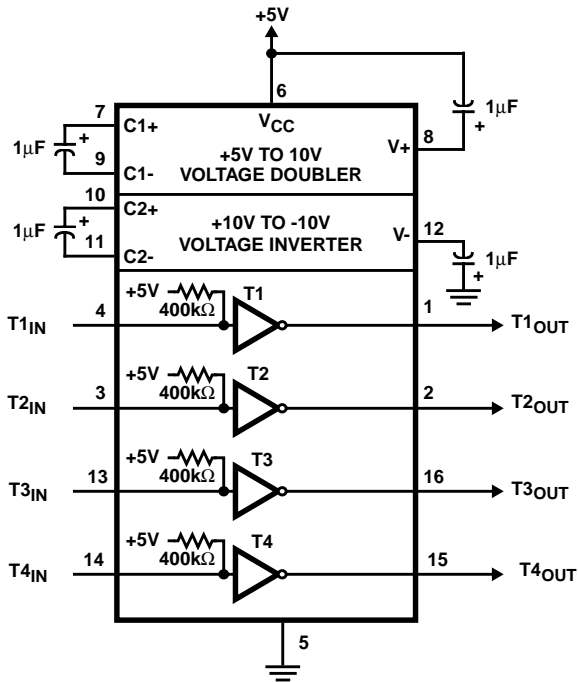 +5V
6
7
C1+
VCC
1µF
+
1µF
+
8
V+
+5V TO 10V
VOLTAGE DOUBLER
9
C1-
10
C2+
+10V TO -10V
VOLTAGE INVERTER
V-
12
1µF
+
11
C2-
1µF
+
+5V
400kΩ
T1
T1IN
4
1
T1OUT
+5V
400kΩ
T2
T2IN
3
2
T2OUT
+5V
400kΩ
T3
T3IN
13
16
T3OUT
+5V
400kΩ
T4
T4IN
14
15
T4OUT
5